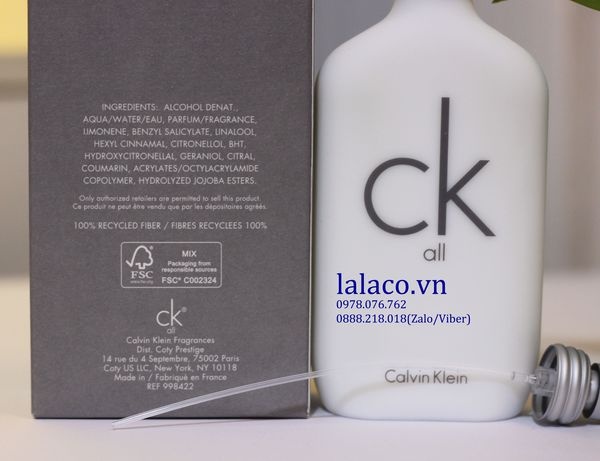 INGREDIENTS: ALCOHOL DENAT.,
AQUA/WATER/EAU, PARFUM/FRAGRANCE,
LIMONENE, BENZYL SALICYLATE, LINALOOL,
HEXYL CINNAMAL, CITRONELLOL, BHT,
HYDROXYCITRONELLAL, GERANIOL, CITRAL,
COUMARIN, ACRYLATES/OCTYLACRYLAMIDE
COPOLYMER, HYDROLYZED JOJOBA ESTERS.
Only authorized retailers are permitted to sell this product.
Ce produit ne peut être vendu que par les dépositaires agréés.
100% RECYCLED FIBER / FIBRES RECYCLEES 100%
FSC
www.fsc.org
MIX
Packaging from
responsible sources
FSC® C002324
ck®
all
Calvin Klein Fragrances
Dist. Coty Prestige
14 rue du 4 Septembre, 75002 Paris
Coty US LLC, New York, NY 10118
Made in / Fabriqué en France
REF 998422
ck
all
lalaco.vn
0978.076.762
0888.218.018(Zalo/Viber)
Calvin Klein